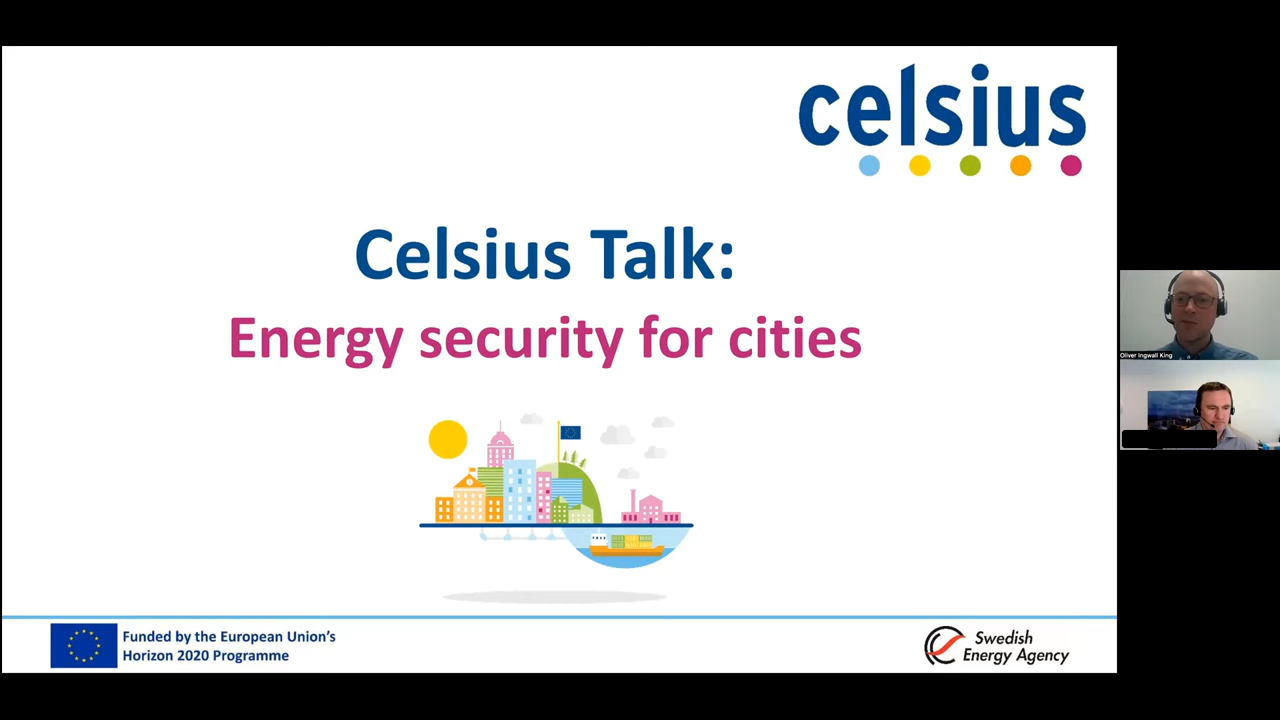 celsius
Celsius Talk:
Energy security for cities
Oliver Ingwall King
Funded by the European Union's
Horizon 2020 Programme
Swedish
Energy Agency